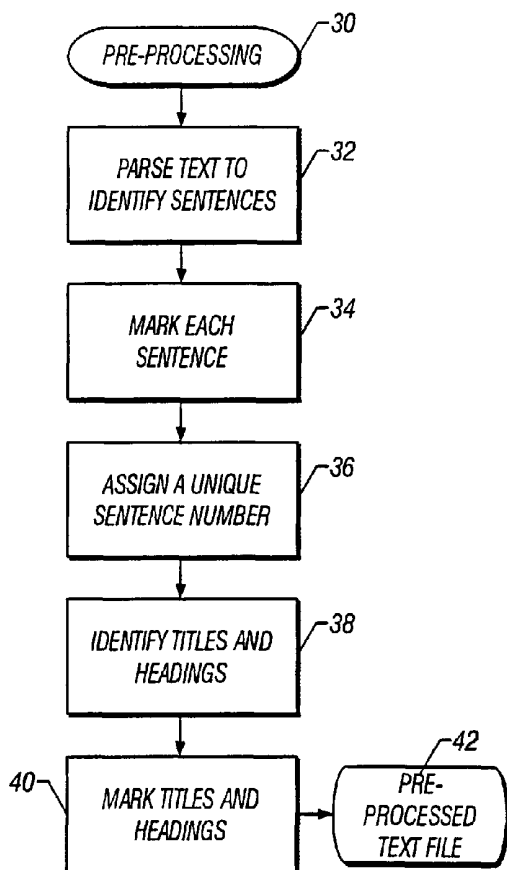 PRE-PROCESSING
30
PARSE TEXT TO
IDENTIFY SENTENCES
32
MARK EACH
SENTENCE
34
ASSIGN A UNIQUE
SENTENCE NUMBER
36
IDENTIFY TITLES AND
HEADINGS
38
40
MARK TITLES AND
HEADINGS
42
PRE-
PROCESSED
TEXT FILE